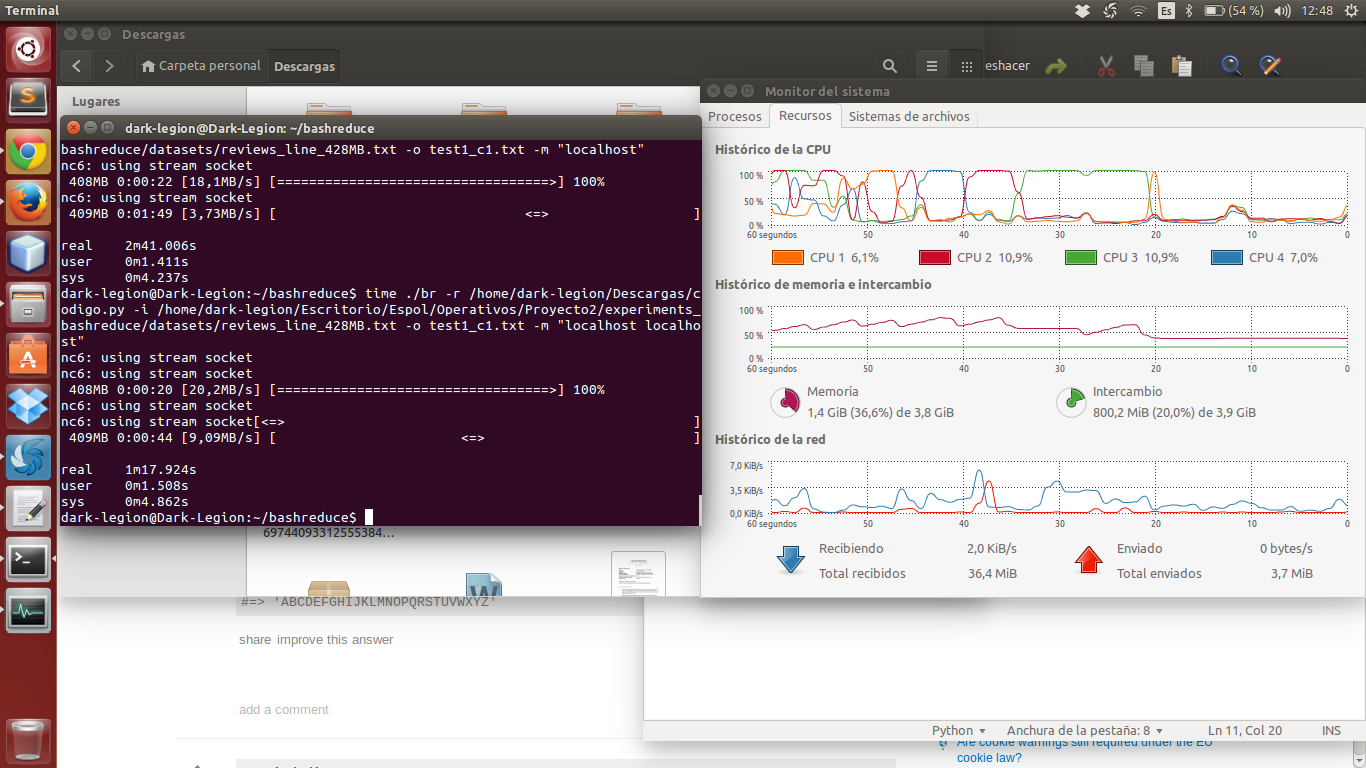 Terminal
Es
(54 %)
12:48
Descargas
Carpeta personal
Descargas
eshacer
Lugares
dark-legion@Dark-Legion: ~/bashreduce
bashreduce/datasets/reviews_line_428MB.txt -o test1_c1.txt -m "localhost"
nc6: using stream socket
408MB 0:00:22 [18,1MB/s] [==================================>] 100%
nc6: using stream socket
409MB 0:01:49 [3,73MB/s] [ <=> ]
real 2m41.006s
user 0m1.411s
sys 0m4.237s
dark-legion@Dark-Legion:~/bashreduce$ time ./br -r /home/dark-legion/Descargas/c
odigo.py -i /home/dark-legion/Escritorio/Espol/Operativos/Proyecto2/experiments_
bashreduce/datasets/reviews_line_428MB.txt -o test1_c1.txt -m "localhost localho
st"
nc6: using stream socket
nc6: using stream socket
408MB 0:00:20 [20,2MB/s] [==================================>] 100%
nc6: using stream socket
nc6: using stream socket[<=> ]
409MB 0:00:44 [9,09MB/s] [ <=> ]
real 1m17.924s
user 0m1.508s
sys 0m4.862s
dark-legion@Dark-Legion:~/bashreduce$
69744093312555384...
##=> 'ABCDEFGHIJKLMNOPQRSTUVWXYZ'
share improve this answer
add a comment
Monitor del sistema
Procesos
Recursos
Sistemas de archivos
Histórico de la CPU
100 %
50 %
0 %
60 segundos
50
40
30
20
10
0
CPU 1 6,1%
CPU 2 10,9%
CPU 3 10,9%
CPU 4 7,0%
Histórico de memoria e intercambio
100 %
50 %
0 %
60 segundos
50
40
30
20
10
0
Memoria
1,4 GiB (36,6%) de 3,8 GiB
Intercambio
800,2 MiB (20,0%) de 3,9 GiB
Histórico de la red
7,0 KiB/s
3,5 KiB/s
0,0 KiB/s
60 segundos
50
40
30
20
10
0
Recibiendo
2,0 KiB/s
Total recibidos
36,4 MiB
Enviado
0 bytes/s
Total enviados
3,7 MiB
Python
Anchura de la pestaña: 8
Ln 11, Col 20
INS
Are cookie warnings still required under the EU
cookie law?